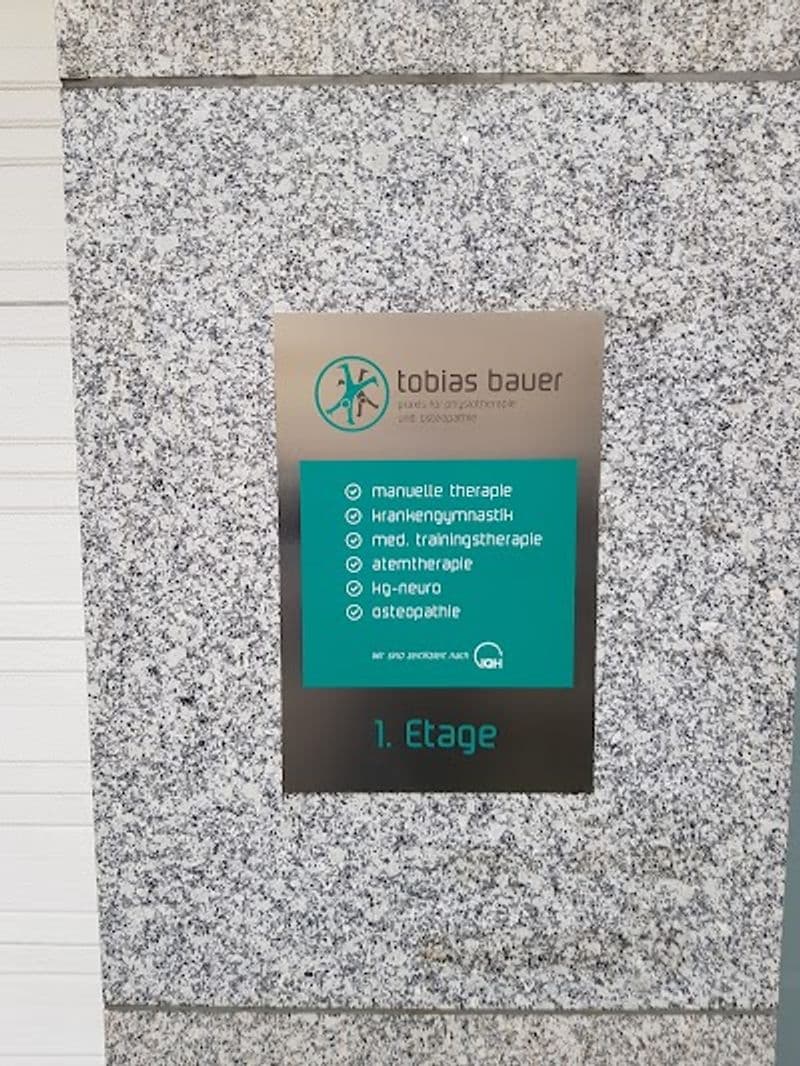 tobias bauer
praxis für physiotherapie
und osteopathie
manuelle therapie
krankengymnastik
med. trainingstherapie
atemtherapie
kg-neuro
osteopathie
wir sind zertifiziert nach
IQH
1. Etage